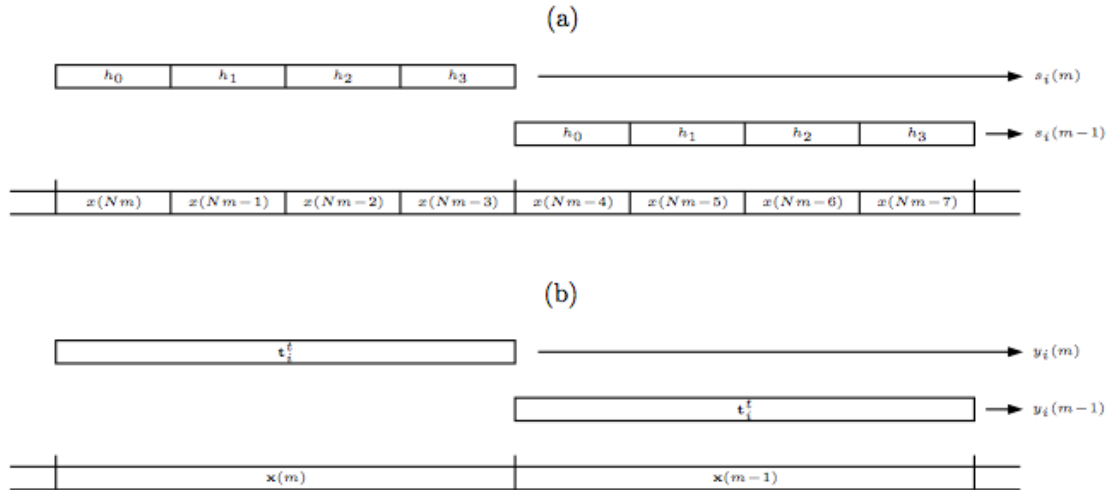 (a)
h₀ h₁ h₂ h₃ sᵢ(m)
h₀ h₁ h₂ h₃ sᵢ(m−1)
x(Nm) x(Nm−1) x(Nm−2) x(Nm−3) x(Nm−4) x(Nm−5) x(Nm−6) x(Nm−7)
(b)
tᵢᵗ yᵢ(m)
tᵢᵗ yᵢ(m−1)
x(m) x(m−1)